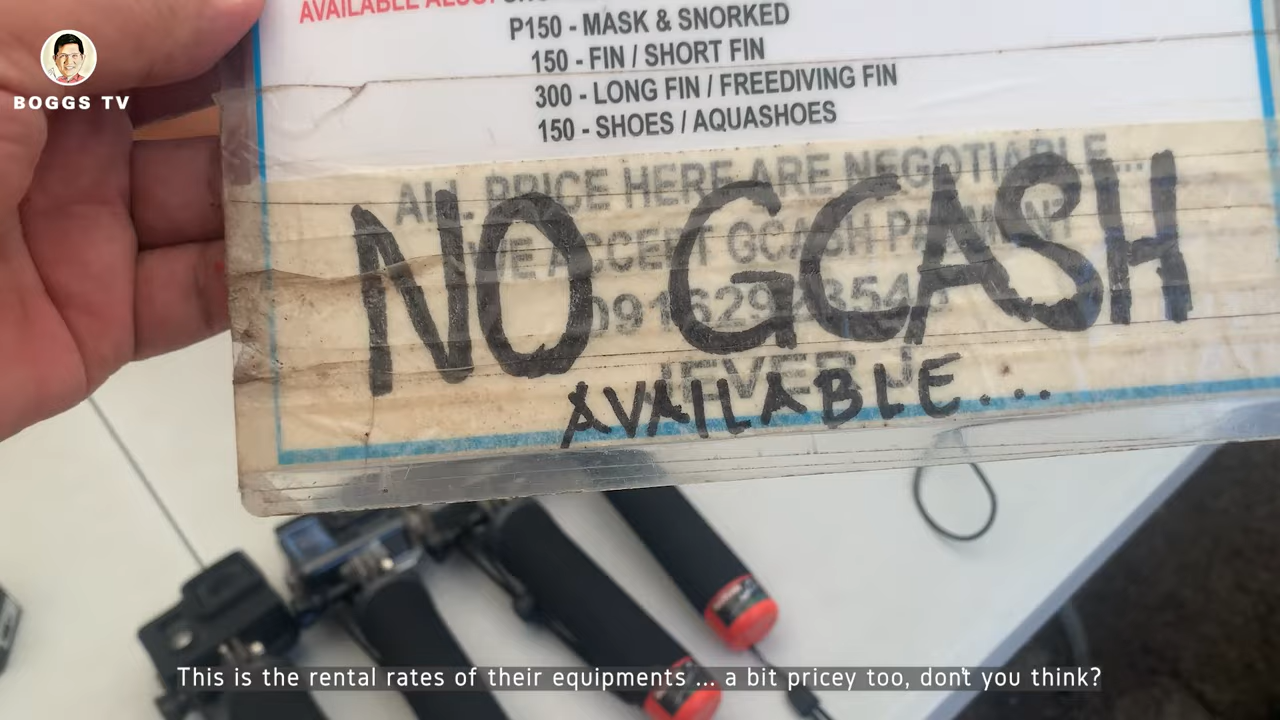 BOGGS TV
AVAILABLE ALSO:
P150 - MASK & SNORKED
150 - FIN / SHORT FIN
300 - LONG FIN / FREEDIVING FIN
150 - SHOES / AQUASHOES
ALL PRICE HERE ARE NEGOTIABLE...
WE ACCEPT GCASH PAYMENT
NO GCASH
AVAILABLE....
This is the rental rates of their equipments ... a bit pricey too, don't you think?